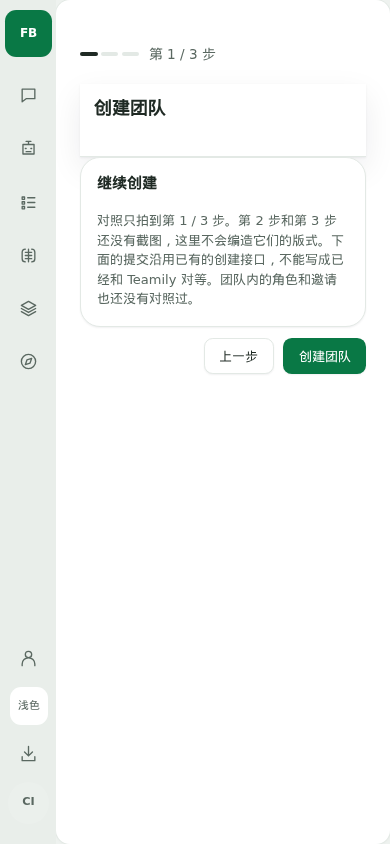 FB
第 1 / 3 步
创建团队
继续创建
对照只拍到第 1 / 3 步。第 2 步和第 3 步
还没有截图，这里不会编造它们的版式。下
面的提交沿用已有的创建接口，不能写成已
经和 Teamily 对等。团队内的角色和邀请
也还没有对照过。
上一步
创建团队
浅色
CI